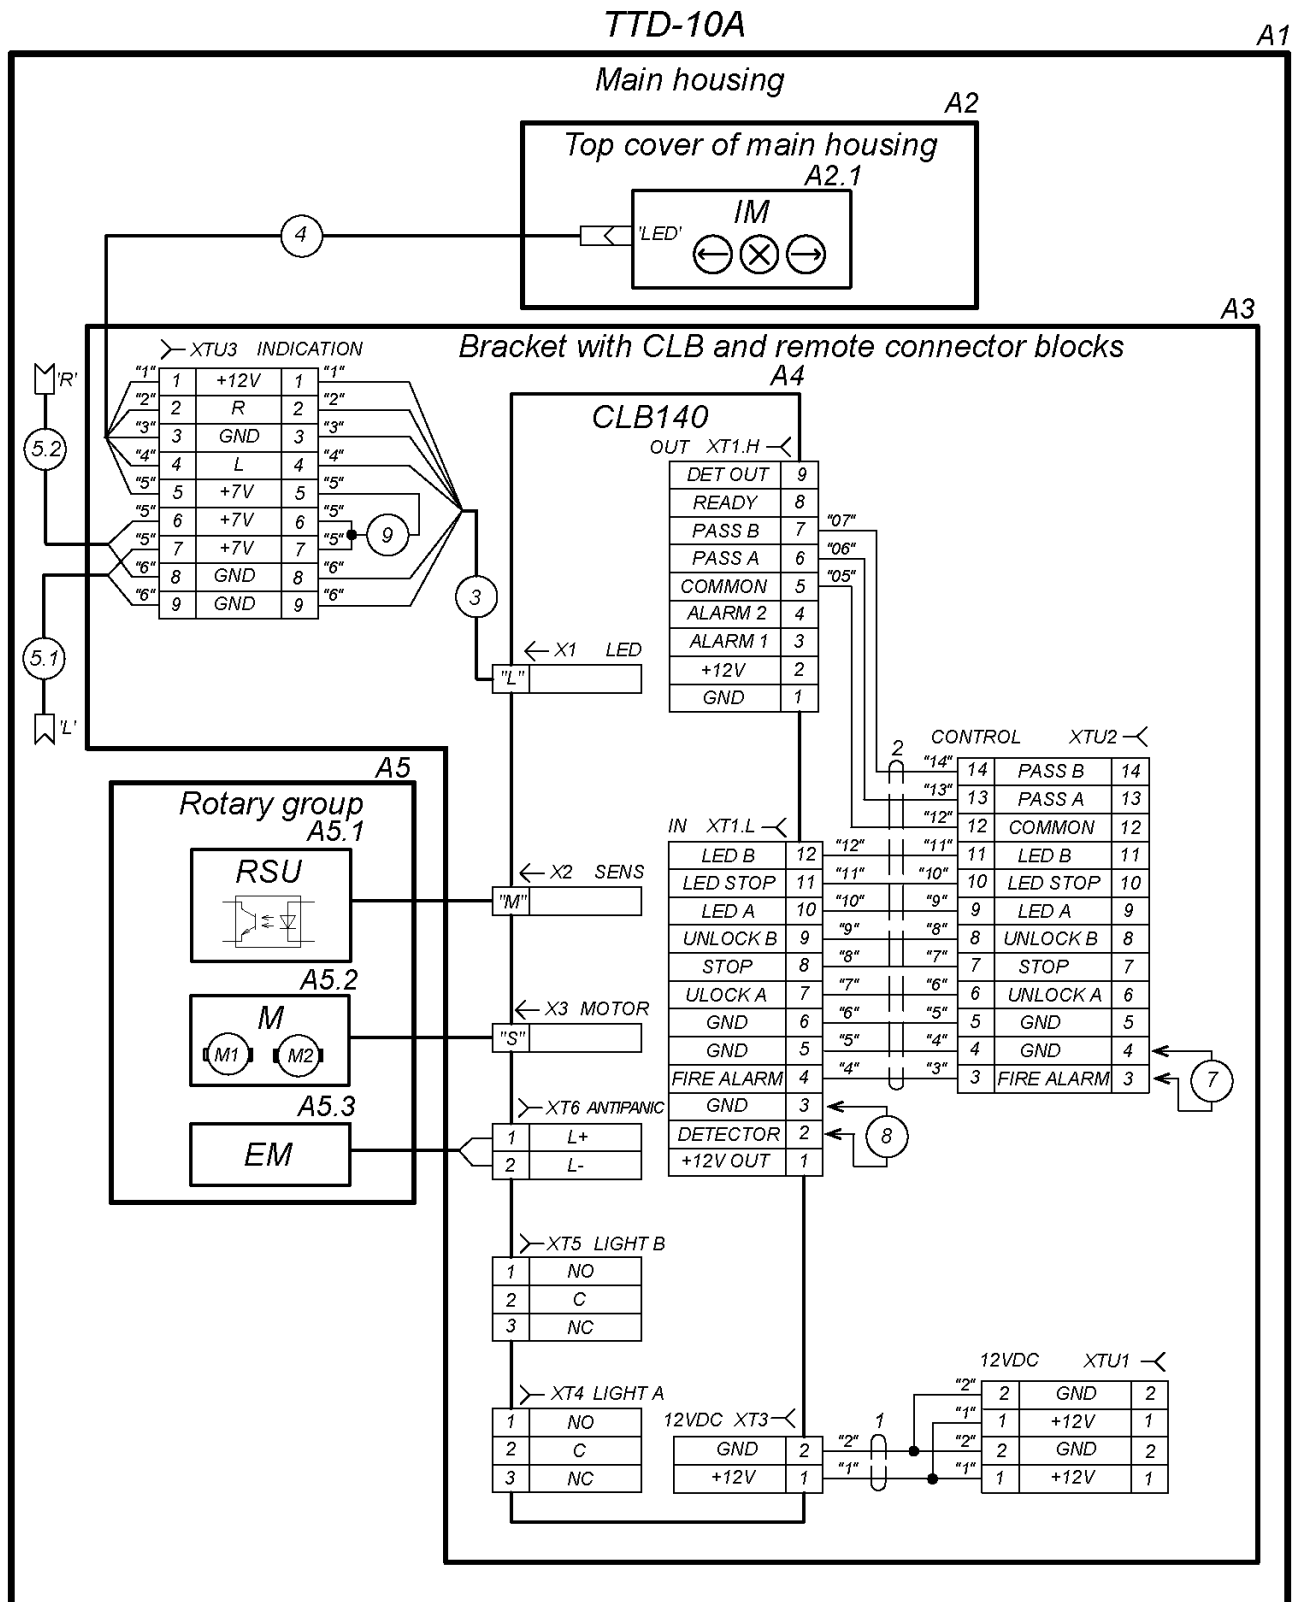 TTD-10A
A1
Main housing
A2
Top cover of main housing
A2.1
IM
'LED'
4
A3
Bracket with CLB and remote connector blocks
XTU3 INDICATION
"1" 1 +12V 1 "1"
"2" 2 R 2 "2"
"3" 3 GND 3 "3"
"4" 4 L 4 "4"
"5" 5 +7V 5 "5"
"5" 6 +7V 6 "5"
"5" 7 +7V 7 "5"
"6" 8 GND 8 "6"
"6" 9 GND 9 "6"
'R'
5.2
5.1
'L'
9
3
A4
CLB140
OUT XT1.H
DET OUT 9
READY 8
PASS B 7 "07"
PASS A 6 "06"
COMMON 5 "05"
ALARM 2 4
ALARM 1 3
+12V 2
GND 1
X1 LED
"L"
A5
Rotary group
A5.1
RSU
A5.2
M
M1 M2
A5.3
EM
X2 SENS
"M"
X3 MOTOR
"S"
XT6 ANTIPANIC
1 L+
2 L-
XT5 LIGHT B
1 NO
2 C
3 NC
XT4 LIGHT A
1 NO
2 C
3 NC
IN XT1.L
LED B 12 "12"
LED STOP 11 "11"
LED A 10 "10"
UNLOCK B 9 "9"
STOP 8 "8"
ULOCK A 7 "7"
GND 6 "6"
GND 5 "5"
FIRE ALARM 4 "4"
GND 3
DETECTOR 2
+12V OUT 1
8
2
CONTROL XTU2
"14" 14 PASS B 14
"13" 13 PASS A 13
"12" 12 COMMON 12
"11" 11 LED B 11
"10" 10 LED STOP 10
"9" 9 LED A 9
"8" 8 UNLOCK B 8
"7" 7 STOP 7
"6" 6 UNLOCK A 6
"5" 5 GND 5
"4" 4 GND 4
"3" 3 FIRE ALARM 3
7
12VDC XT3
GND 2 "2"
+12V 1 "1"
1
12VDC XTU1
"2" 2 GND 2
"1" 1 +12V 1
"2" 2 GND 2
"1" 1 +12V 1